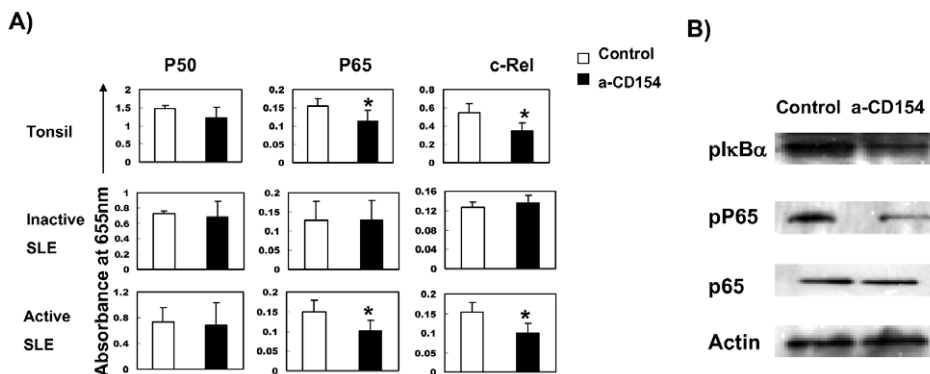 A)
P50
P65
c-Rel
Control
a-CD154
Tonsil
2
1.5
1
0.5
0
0.2
0.15
*
0.1
0.05
0
0.8
0.6
*
0.4
0.2
0
Absorbance at 655nm
Inactive
SLE
1
0.8
0.6
0.4
0.2
0
0.2
0.15
0.1
0.05
0
0.16
0.12
0.08
0.04
0
Active
SLE
1.2
0.8
0.4
0
0.2
0.15
*
0.1
0.05
0.2
0.15
*
0.1
0.05
0
B)
Control a-CD154
pIκBα
pP65
p65
Actin